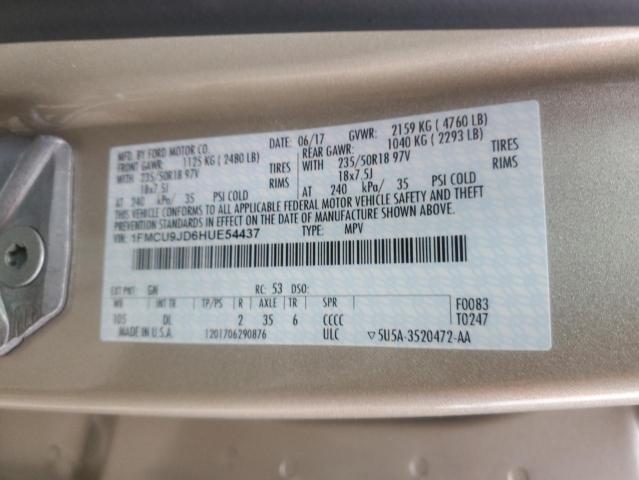 MFD. BY FORD MOTOR CO. DATE: 06/17 GVWR: 2159 KG ( 4760 LB)
FRONT GAWR: 1125 KG ( 2480 LB) REAR GAWR: 1040 KG ( 2293 LB)
WITH 235/50R18 97V TIRES WITH 235/50R18 97V TIRES
18x7.5J RIMS 18x7.5J RIMS
AT 240 kPa/ 35 PSI COLD AT 240 kPa/ 35 PSI COLD
THIS VEHICLE CONFORMS TO ALL APPLICABLE FEDERAL MOTOR VEHICLE SAFETY AND THEFT
PREVENTION STANDARDS IN EFFECT ON THE DATE OF MANUFACTURE SHOWN ABOVE.
VIN: 1FMCU9JD6HUE54437 TYPE: MPV
EXT PNT: GN RC: 53 DSO:
WB INT TR TP/PS R AXLE TR SPR F0083
105 DL 2 35 6 CCCC T0247
MADE IN U.S.A. 1201706290876 ULC ▽5U5A-3520472-AA